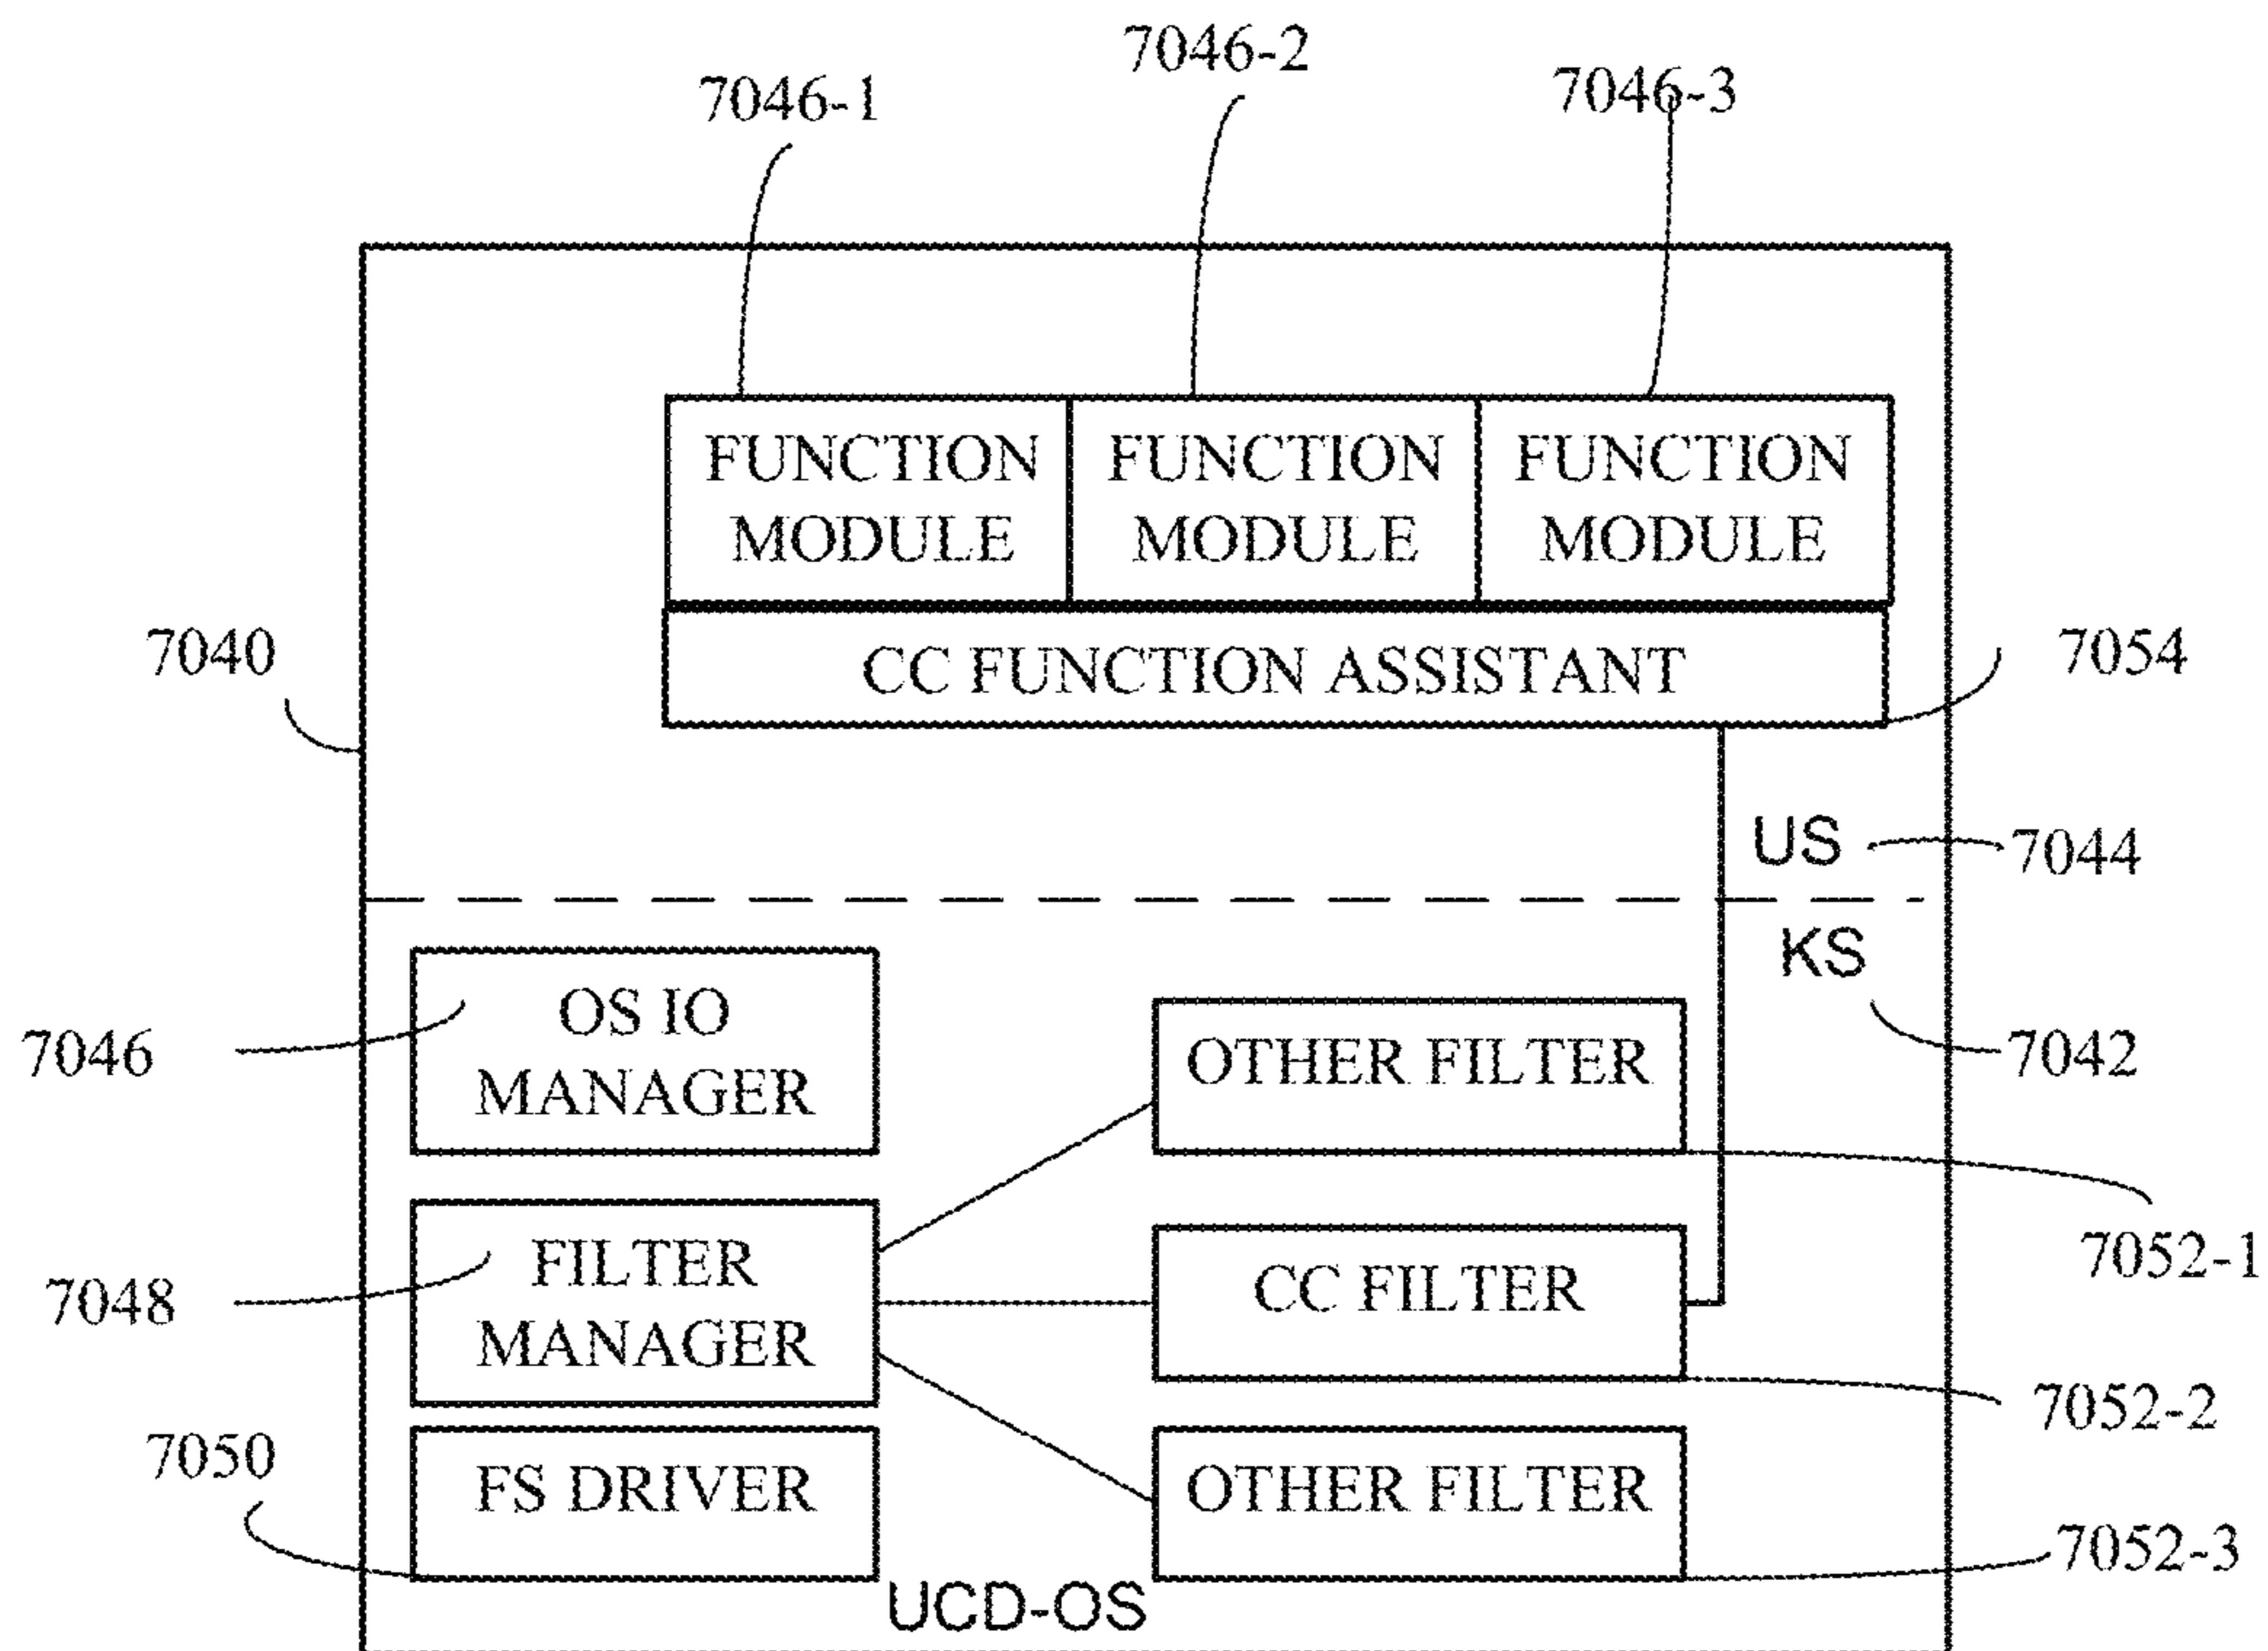 7046-2
7046-1
7046-3
FUNCTION
MODULE
FUNCTION
MODULE
FUNCTION
MODULE
7040
CC FUNCTION ASSISTANT
7054
US
7044
KS
7042
OS IO
MANAGER
7046
OTHER FILTER
7052-1
FILTER
MANAGER
7048
CC FILTER
7052-2
7050
FS DRIVER
OTHER FILTER
7052-3
UCD-OS